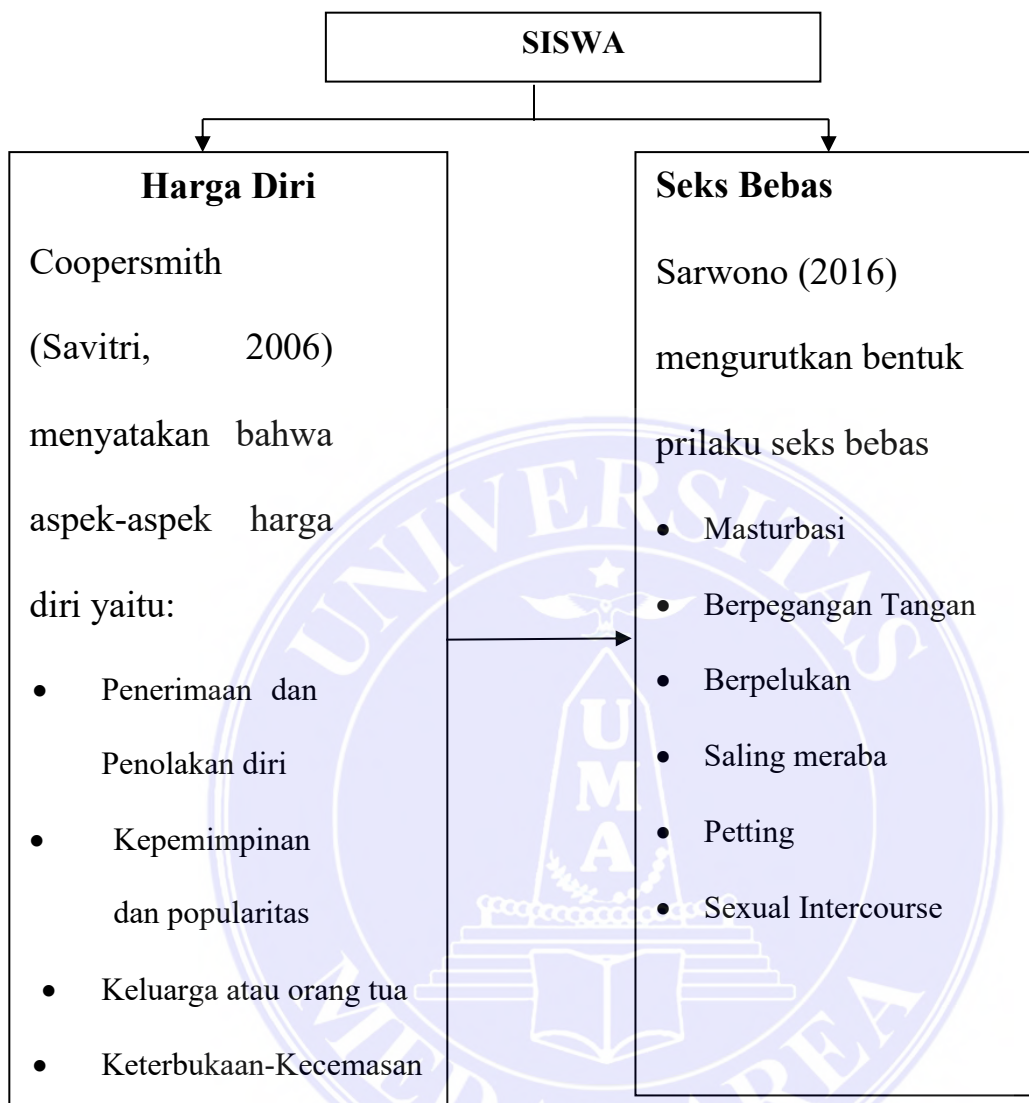 SISWA
Harga Diri
Coopersmith
(Savitri, 2006)
menyatakan bahwa
aspek-aspek harga
diri yaitu:
• Penerimaan dan
Penolakan diri
• Kepemimpinan
dan popularitas
• Keluarga atau orang tua
• Keterbukaan-Kecemasan
Seks Bebas
Sarwono (2016)
mengurutkan bentuk
prilaku seks bebas
• Masturbasi
• Berpegangan Tangan
• Berpelukan
• Saling meraba
• Petting
• Sexual Intercourse
UNIVERSITAS
UMA